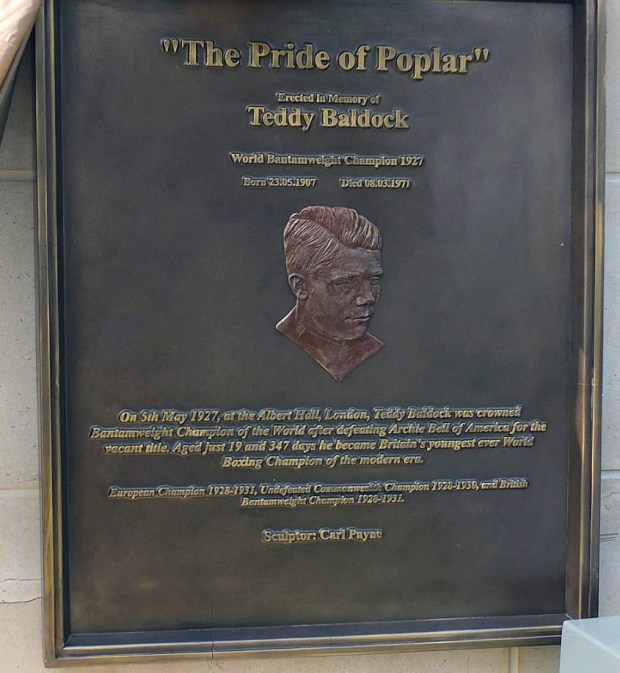 "The Pride of Poplar"
Erected In Memory of
Teddy Baldock
World Bantamweight Champion 1927
Born 23.05.1907 Died 08.03.1971
On 5th May 1927, at the Albert Hall, London, Teddy Baldock was crowned
Bantamweight Champion of the World after defeating Archie Bell of America for the
vacant title. Aged just 19 and 347 days he became Britain's youngest ever World
Boxing Champion of the modern era.
European Champion 1928-1931, Undefeated Commonwealth Champion 1928-1930, and British
Bantamweight Champion 1928-1931.
Sculptor: Carl Payne